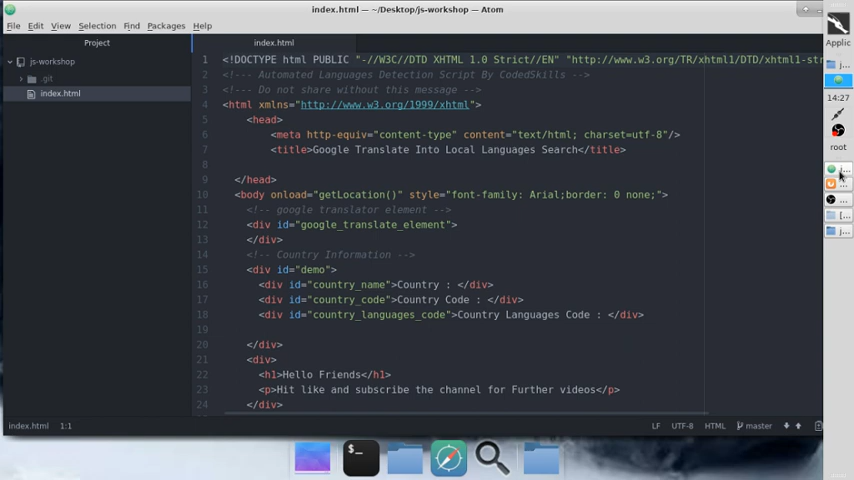 index.html — ~/Desktop/js-workshop — Atom
File Edit View Selection Find Packages Help
Applic
Project
index.html
j...
js-workshop
.git
index.html
1 <!DOCTYPE html PUBLIC "-//W3C//DTD XHTML 1.0 Strict//EN" "http://www.w3.org/TR/xhtml1/DTD/xhtml1-str
2 <!--- Automated Languages Detection Script By CodedSkills -->
3 <!--- Do not share without this message -->
4 <html xmlns="http://www.w3.org/1999/xhtml">
5 <head>
6 <meta http-equiv="content-type" content="text/html; charset=utf-8"/>
7 <title>Google Translate Into Local Languages Search</title>
8
9 </head>
10 <body onload="getLocation()" style="font-family: Arial;border: 0 none;">
11 <!-- google translator element -->
12 <div id="google_translate_element">
13 </div>
14 <!-- Country Information -->
15 <div id="demo">
16 <div id="country_name">Country : </div>
17 <div id="country_code">Country Code : </div>
18 <div id="country_languages_code">Country Languages Code : </div>
19
20 </div>
21 <div>
22 <h1>Hello Friends</h1>
23 <p>Hit like and subscribe the channel for Further videos</p>
24 </div>
14:27
root
j...
...
...
[...
j...
index.html 1:1
LF UTF-8 HTML master
$_